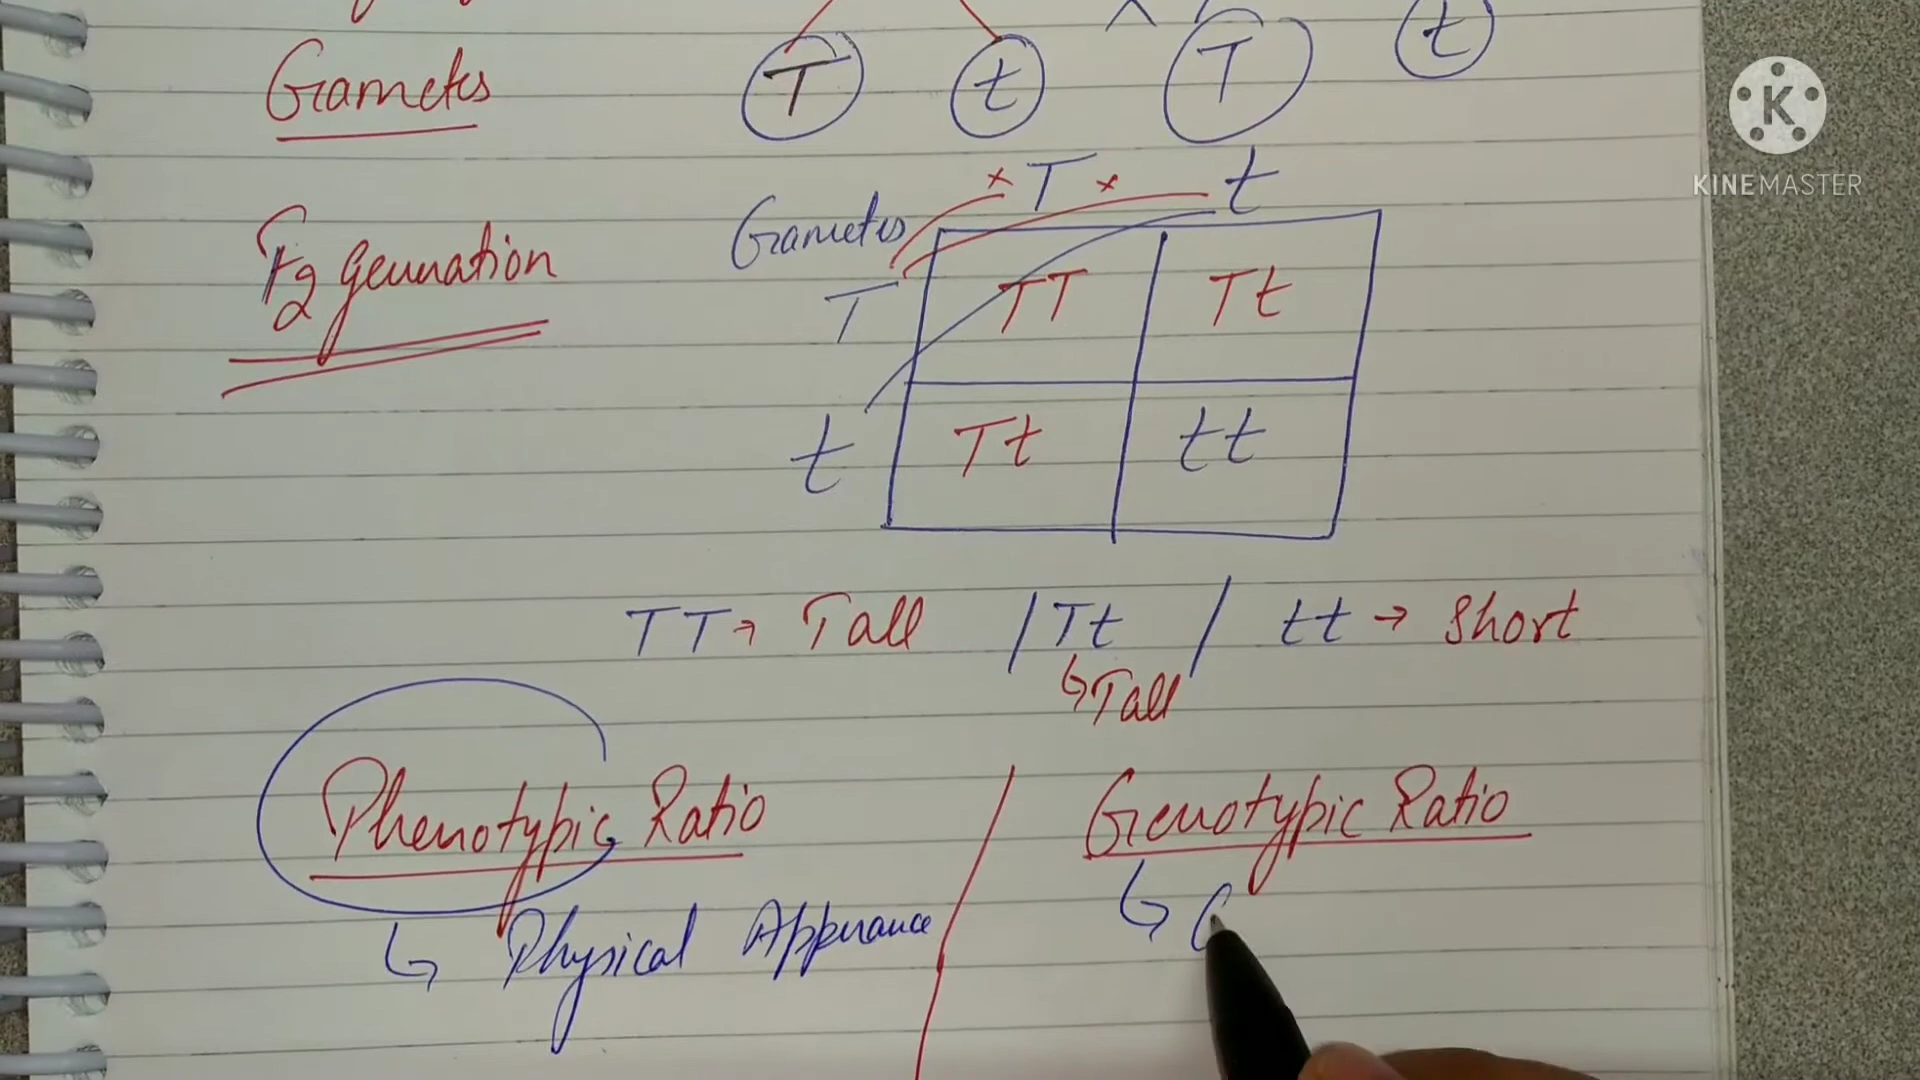 Gametes T t T t
KINEMASTER
Gametes T t
F2 generation
T TT Tt
t Tt tt
TT → Tall / Tt / tt → Short
Tall
Phenotypic Ratio / Genotypic Ratio
Physical Apperance